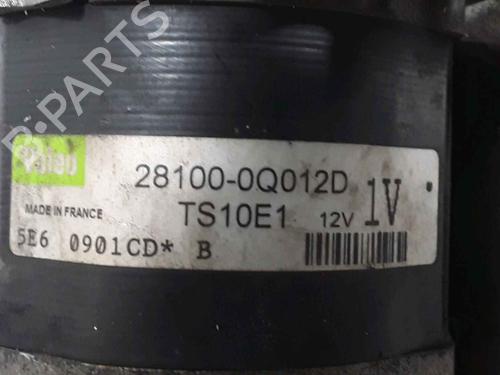 B-PARTS
Valeo
28100-0Q012D
MADE IN FRANCE
TS10E1 12V 1V
5E6 0901CD* B